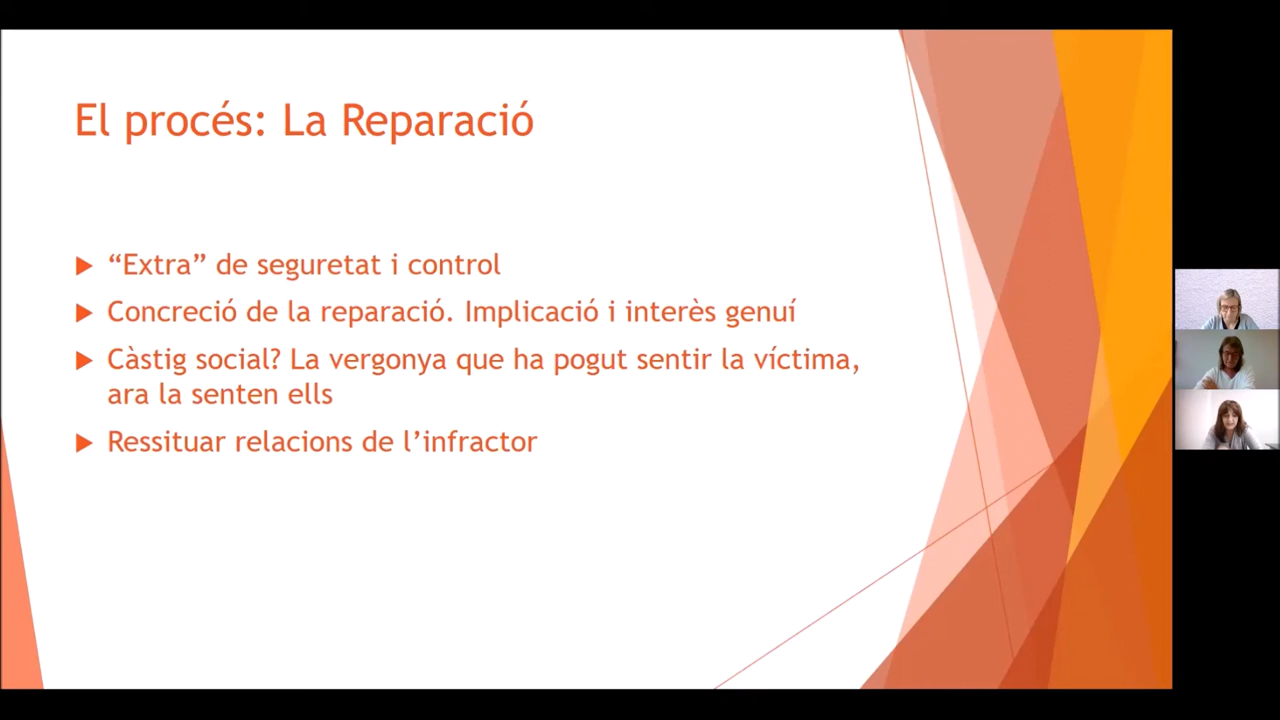 El procés: La Reparació
“Extra” de seguretat i control
Concreció de la reparació. Implicació i interès genuí
Càstig social? La vergonya que ha pogut sentir la víctima,
ara la senten ells
Ressituar relacions de l’infractor